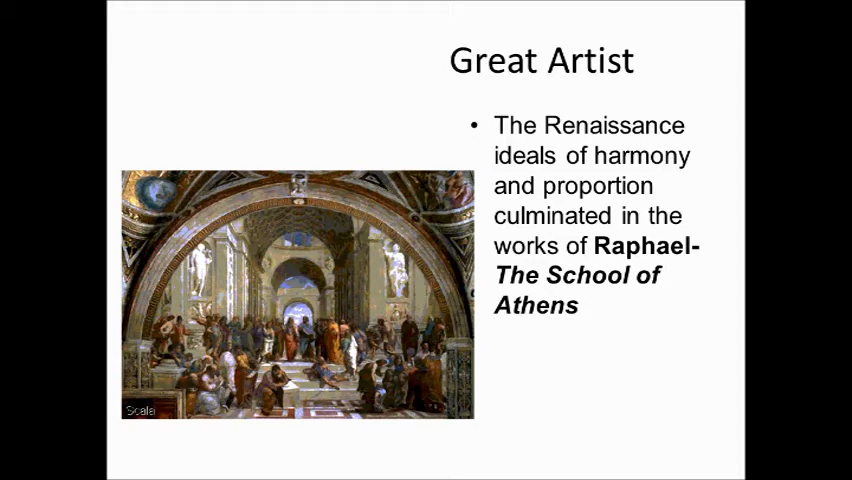 Great Artist
• The Renaissance
ideals of harmony
and proportion
culminated in the
works of Raphael-
The School of
Athens
Scala